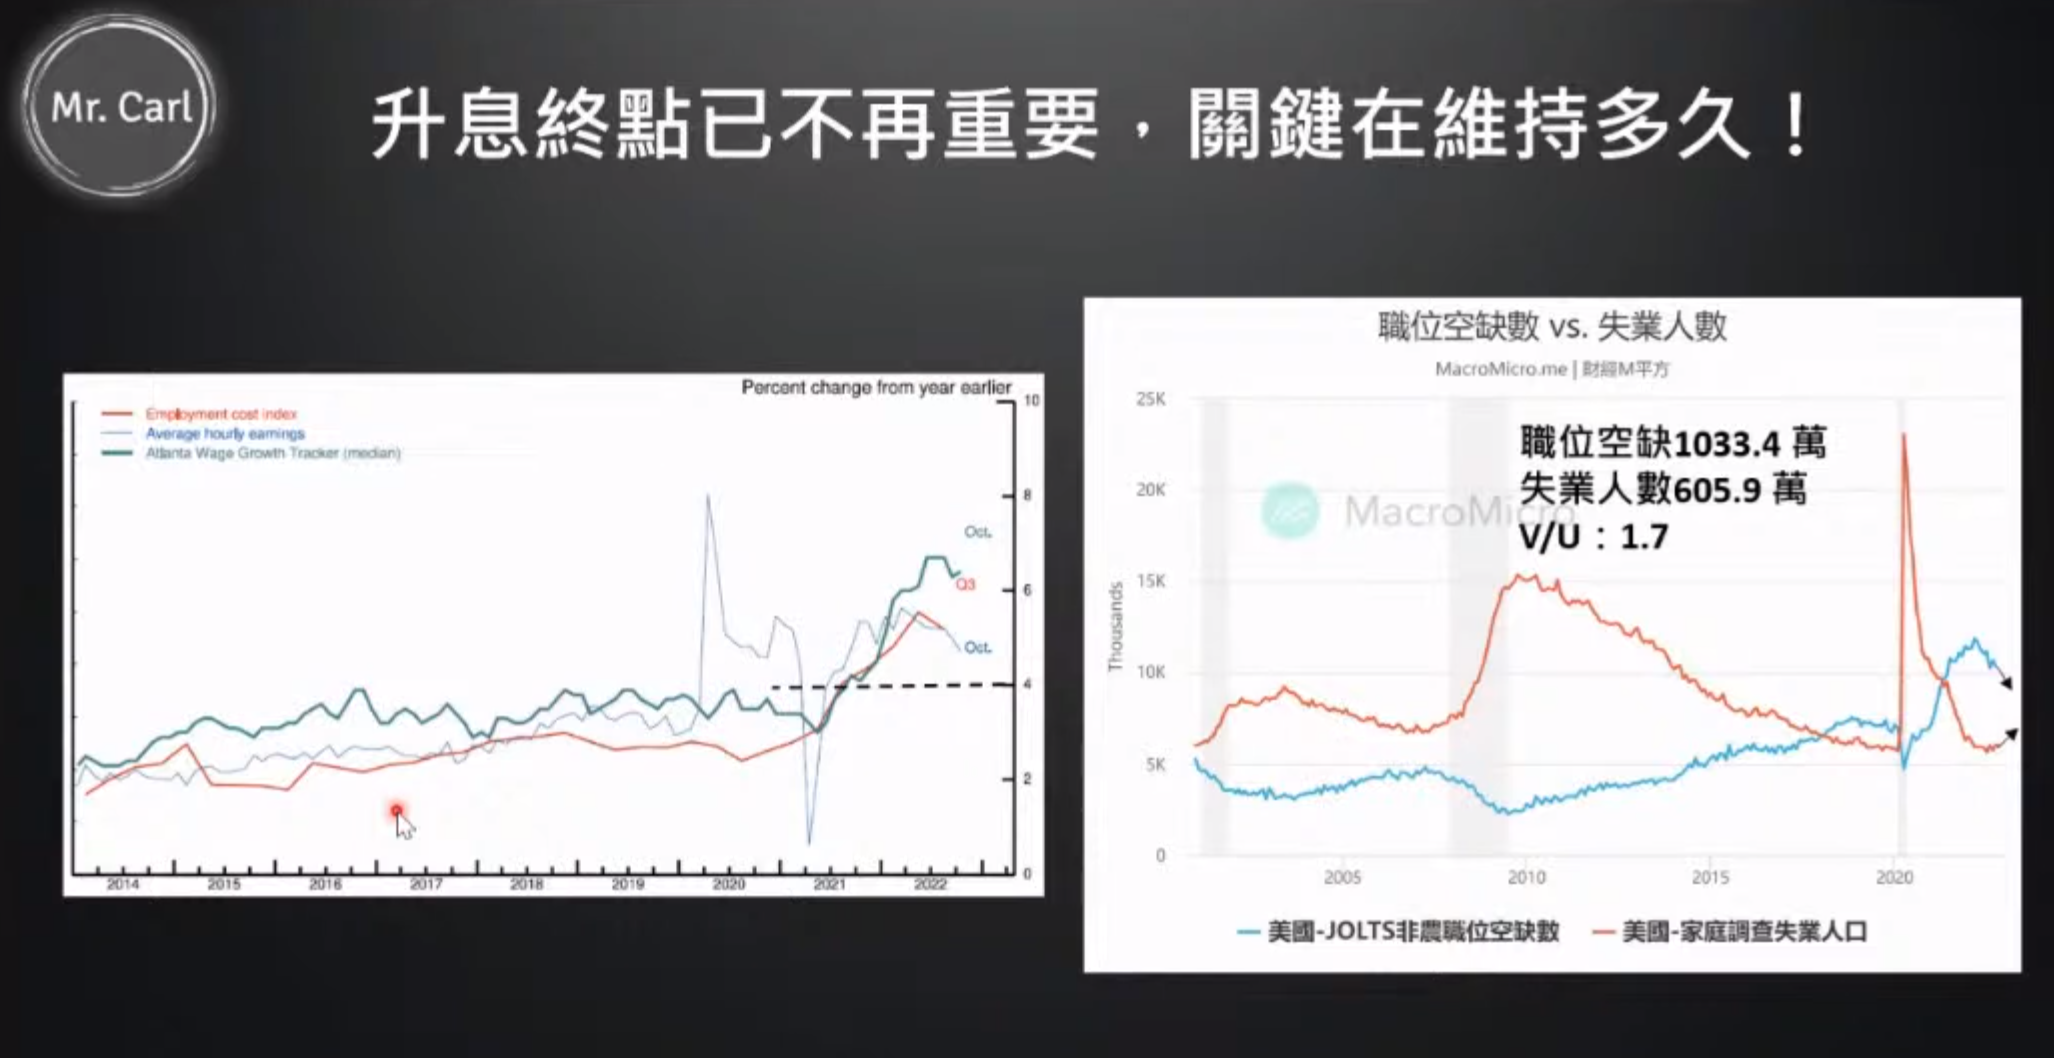 Mr. Carl
升息終點已不再重要，關鍵在維持多久！
Percent change from year earlier
Employment cost index
Average hourly earnings
Atlanta Wage Growth Tracker (median)
10
8
6
4
2
0
Oct.
Q3
Oct.
2014 2015 2016 2017 2018 2019 2020 2021 2022
職位空缺數 vs. 失業人數
MacroMicro.me | 財經M平方
職位空缺1033.4 萬
失業人數605.9 萬
V/U：1.7
MacroMicro
Thousands
25K
20K
15K
10K
5K
0
2005 2010 2015 2020
美國-JOLTS非農職位空缺數 美國-家庭調查失業人口